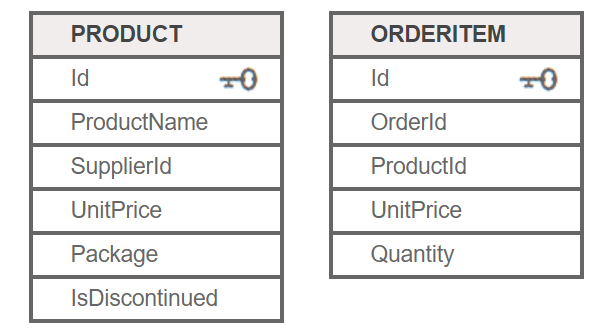 PRODUCT
Id
ProductName
SupplierId
UnitPrice
Package
IsDiscontinued
ORDERITEM
Id
OrderId
ProductId
UnitPrice
Quantity